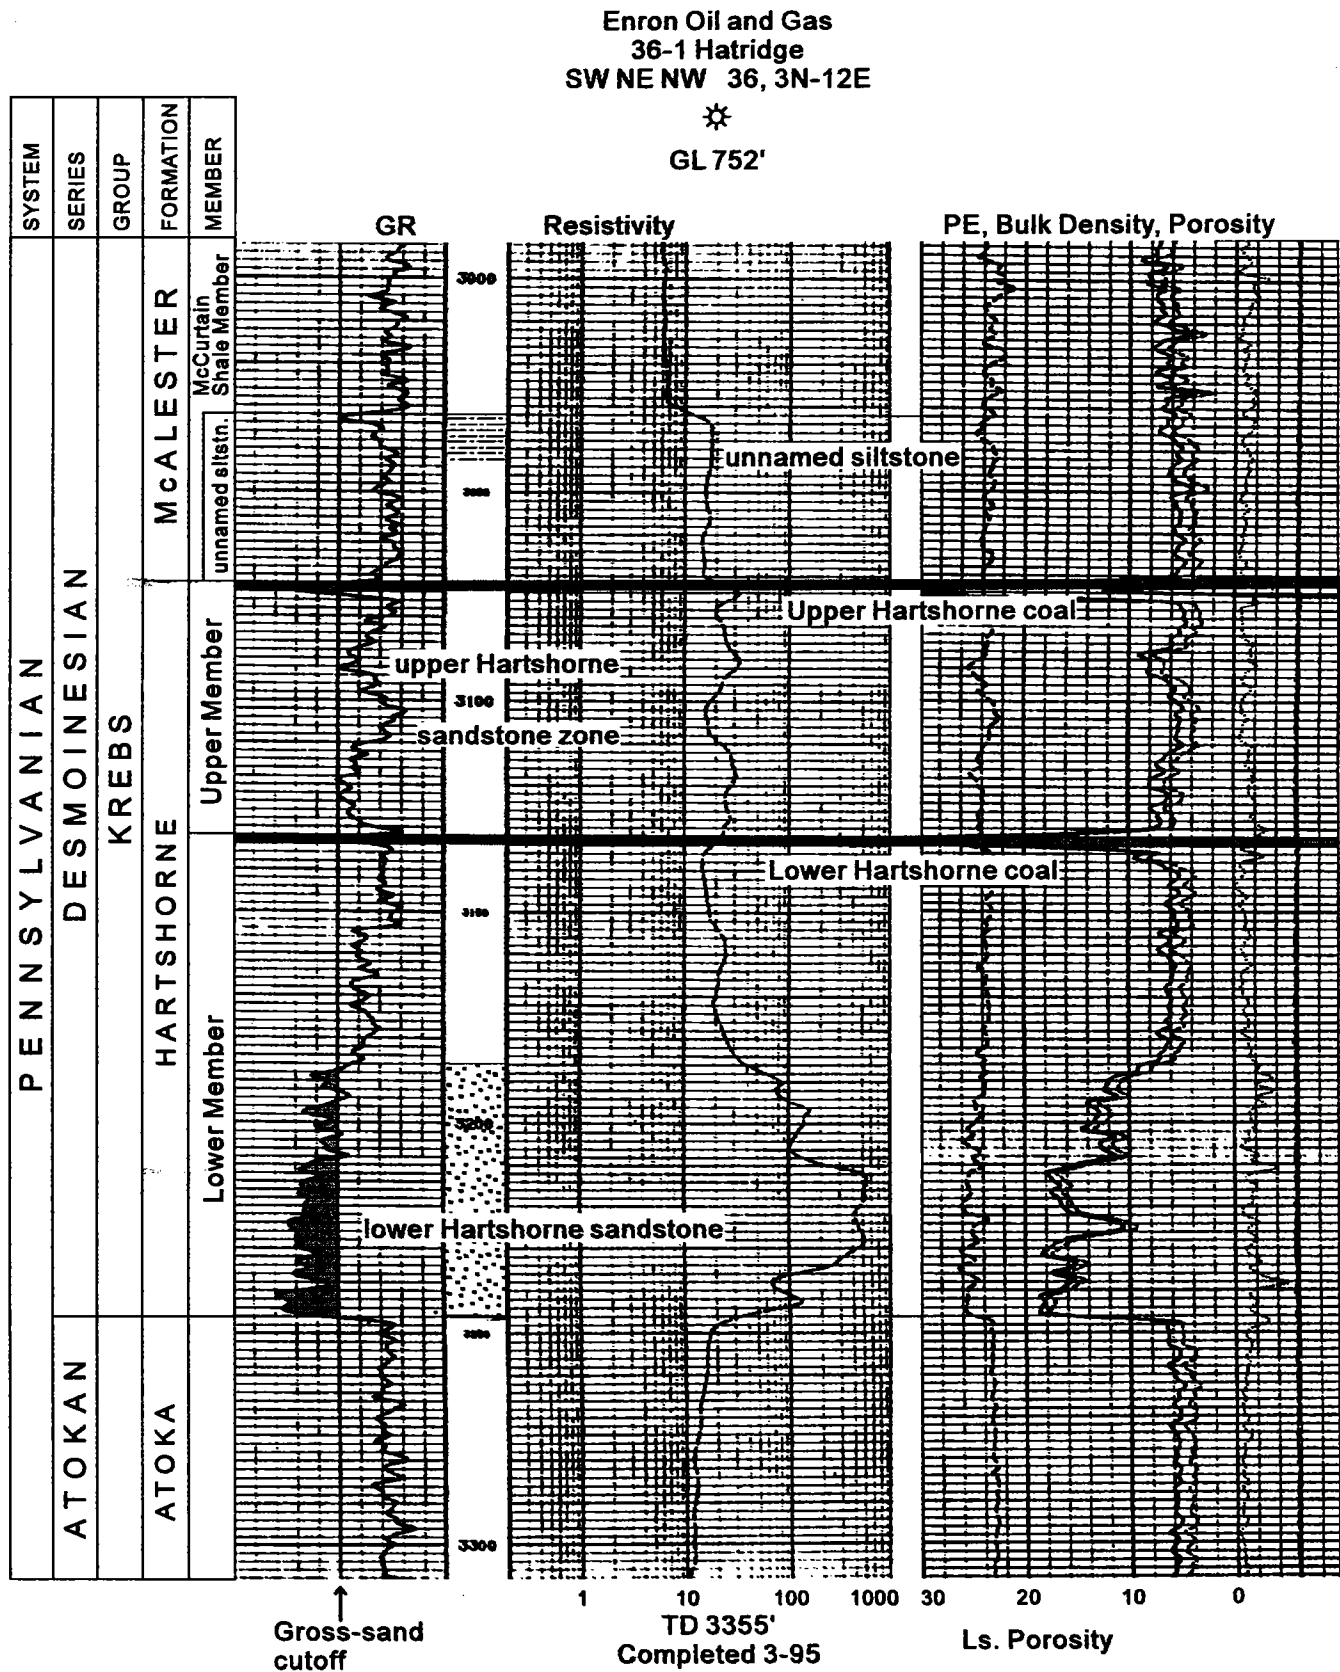 Enron Oil and Gas
36-1 Hatridge
SW NE NW 36, 3N-12E
GL 752'
SYSTEM
SERIES
GROUP
FORMATION
MEMBER
GR
Resistivity
PE, Bulk Density, Porosity
PENNSYLVANIAN
DESMOINESIAN
ATOKAN
KREBS
McALESTER
HARTSHORNE
ATOKA
McCurtain
Shale Member
unnamed sltstn.
Upper Member
Lower Member
unnamed siltstone
Upper Hartshorne coal
upper Hartshorne
3100
sandstone zone
Lower Hartshorne coal
3150
3200
lower Hartshorne sandstone
3250
3300
1 10 100 1000
30 20 10 0
Gross-sand
cutoff
TD 3355'
Completed 3-95
Ls. Porosity